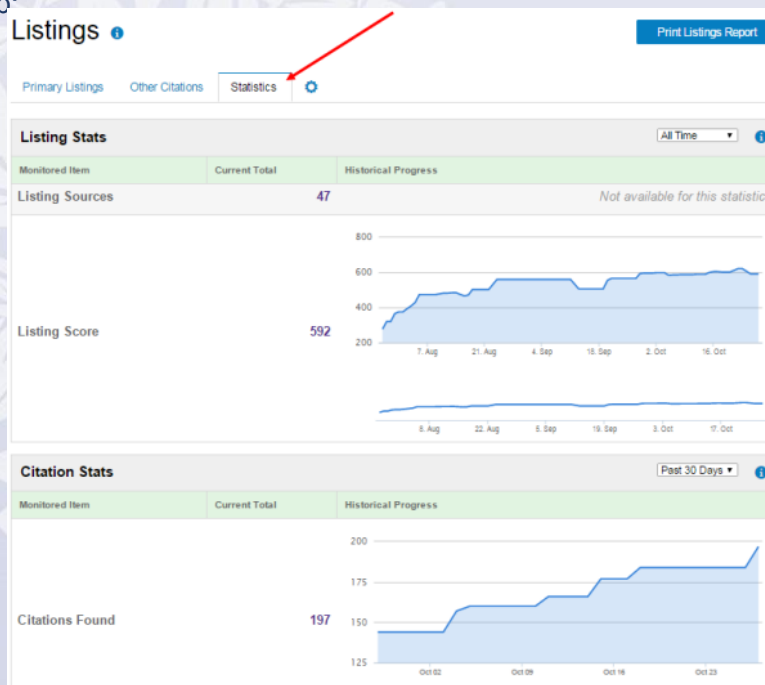 Listings
Print Listings Report
Primary Listings Other Citations Statistics
Listing Stats All Time
Monitored Item Current Total Historical Progress
Listing Sources 47 Not available for this statistic
800
600
400
200
Listing Score 592
7. Aug 21. Aug 4. Sep 18. Sep 2. Oct 16. Oct
8. Aug 22. Aug 5. Sep 19. Sep 3. Oct 17. Oct
Citation Stats Past 30 Days
Monitored Item Current Total Historical Progress
200
175
150
125
Citations Found 197
Oct 02 Oct 09 Oct 16 Oct 23